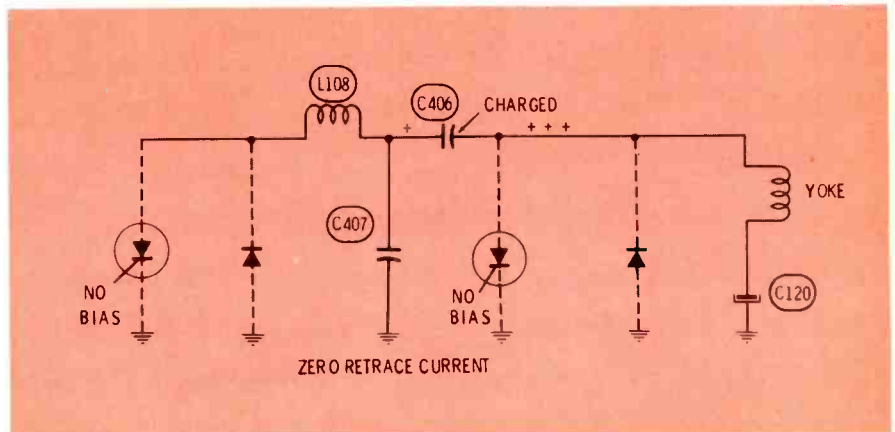 L108
C406
CHARGED
+
+ + +
YOKE
C407
NO
BIAS
NO
BIAS
C120
ZERO RETRACE CURRENT